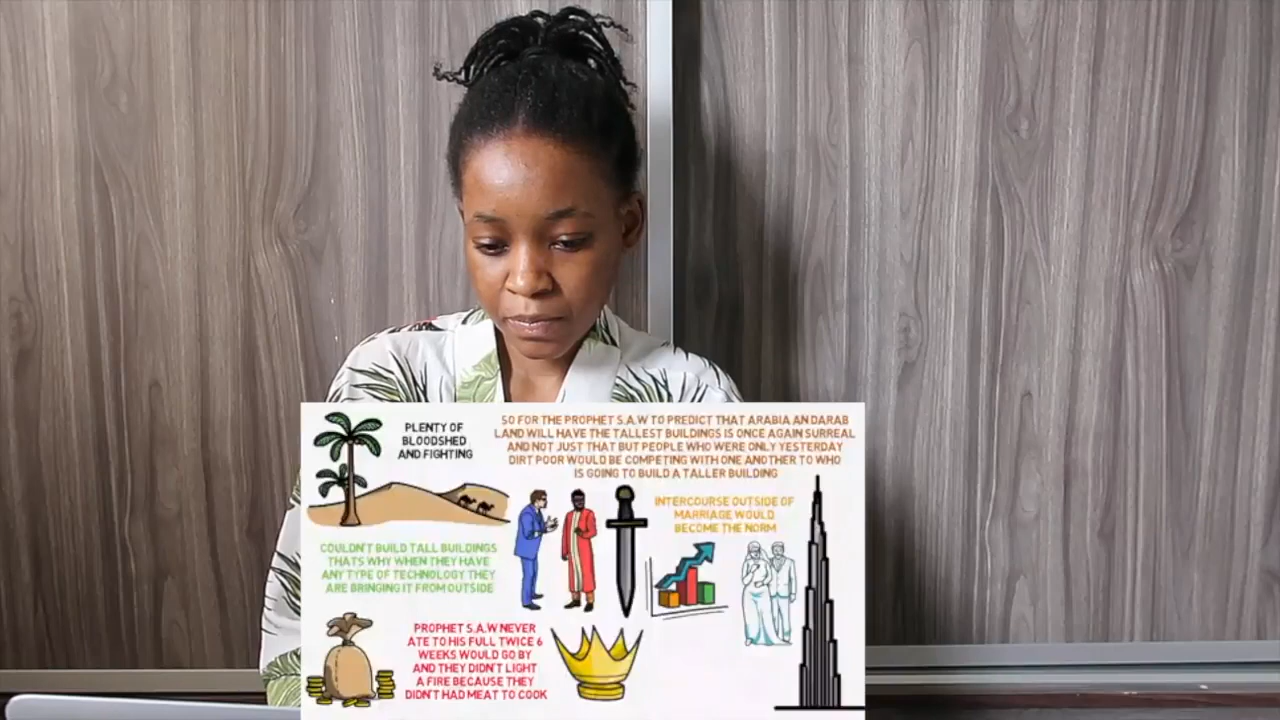 PLENTY OF
BLOODSHED
AND FIGHTING
SO FOR THE PROPHET S.A.W TO PREDICT THAT ARABIA AN DARAB
LAND WILL HAVE THE TALLEST BUILDINGS IS ONCE AGAIN SURREAL
AND NOT JUST THAT BUT PEOPLE WHO WERE ONLY YESTERDAY
DIRT POOR WOULD BE COMPETING WITH ONE ANOTHER TO WHO
IS GOING TO BUILD A TALLER BUILDING
INTERCOURSE OUTSIDE OF
MARRIAGE WOULD
BECOME THE NORM
COULDN'T BUILD TALL BUILDINGS
THATS WHY WHEN THEY HAVE
ANY TYPE OF TECHNOLOGY THEY
ARE BRINGING IT FROM OUTSIDE
PROPHET S.A.W NEVER
ATE TO HIS FULL TWICE 6
WEEKS WOULD GO BY
AND THEY DIDN'T LIGHT
A FIRE BECAUSE THEY
DIDN'T HAD MEAT TO COOK